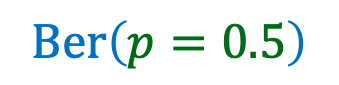 Ber(p = 0.5)